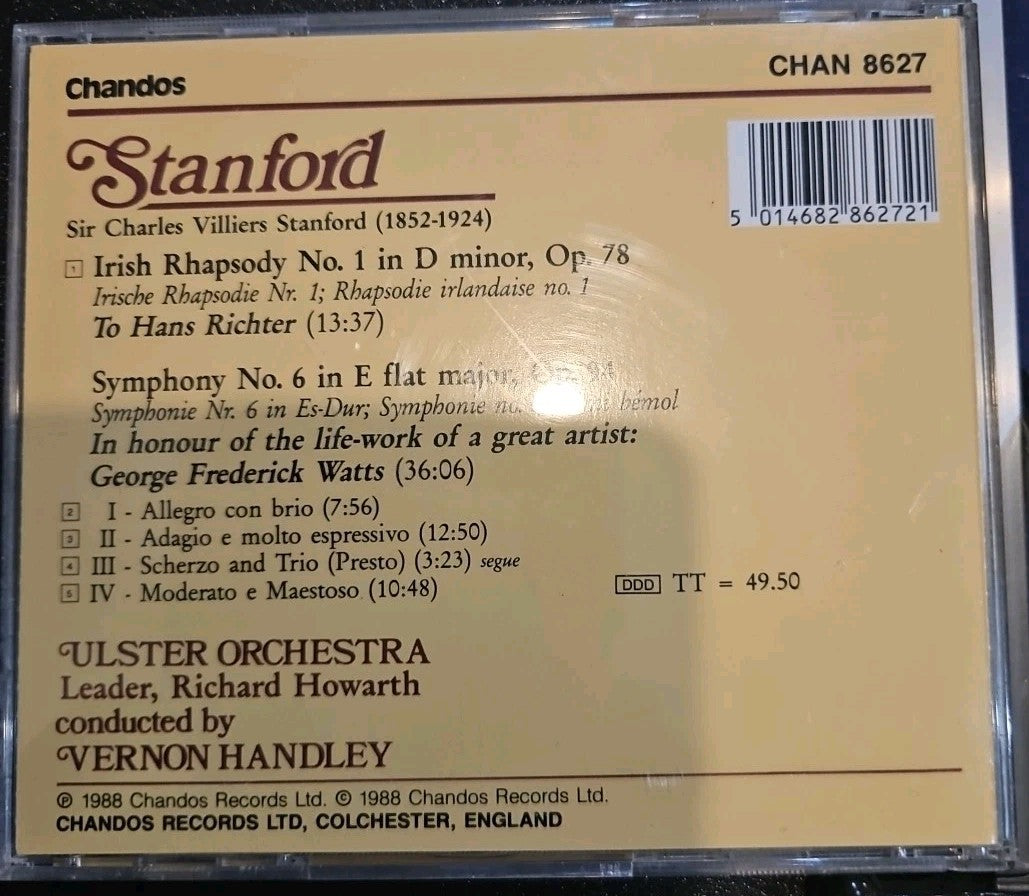 Chandos
CHAN 8627
Stanford
5 014682 862721
Sir Charles Villiers Stanford (1852-1924)
1 Irish Rhapsody No. 1 in D minor, Op. 78
Irische Rhapsodie Nr. 1; Rhapsodie irlandaise no. 1
To Hans Richter (13:37)
Symphony No. 6 in E flat major, Op. 94
Symphonie Nr. 6 in Es-Dur; Symphonie no. bémol
In honour of the life-work of a great artist:
George Frederick Watts (36:06)
2 I - Allegro con brio (7:56)
3 II - Adagio e molto espressivo (12:50)
4 III - Scherzo and Trio (Presto) (3:23) segue
5 IV - Moderato e Maestoso (10:48)
DDD TT = 49.50
ULSTER ORCHESTRA
Leader, Richard Howarth
conducted by
VERNON HANDLEY
℗ 1988 Chandos Records Ltd. © 1988 Chandos Records Ltd.
CHANDOS RECORDS LTD, COLCHESTER, ENGLAND